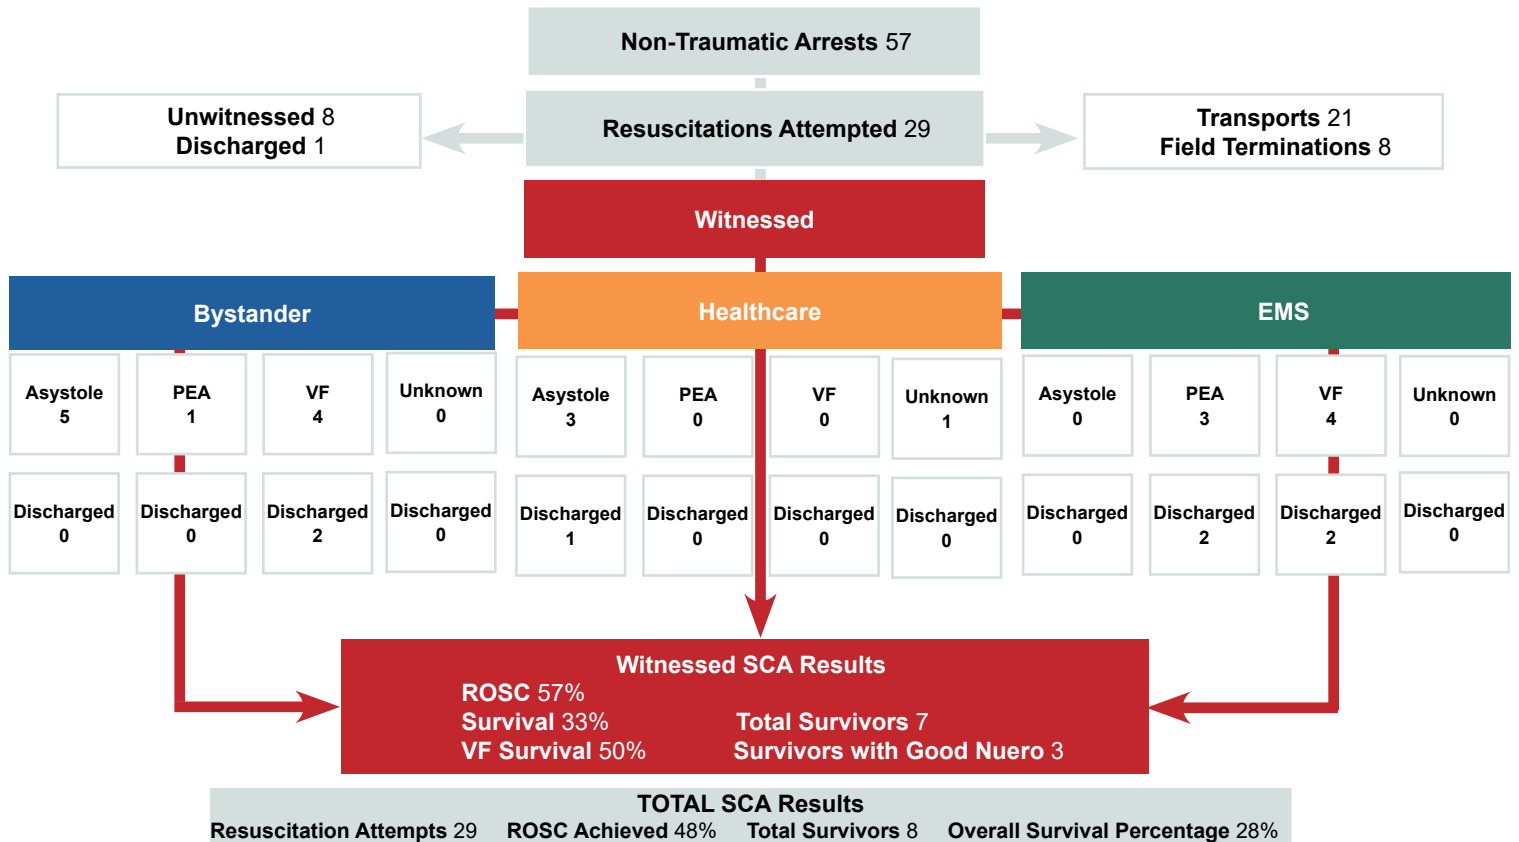 Non-Traumatic Arrests 57
Unwitnessed 8
Discharged 1
Resuscitations Attempted 29
Transports 21
Field Terminations 8
Witnessed
Bystander
Healthcare
EMS
Asystole
5
PEA
1
VF
4
Unknown
0
Asystole
3
PEA
0
VF
0
Unknown
1
Asystole
0
PEA
3
VF
4
Unknown
0
Discharged
0
Discharged
0
Discharged
2
Discharged
0
Discharged
1
Discharged
0
Discharged
0
Discharged
0
Discharged
0
Discharged
2
Discharged
2
Discharged
0
Witnessed SCA Results
ROSC 57%
Survival 33% Total Survivors 7
VF Survival 50% Survivors with Good Nuero 3
TOTAL SCA Results
Resuscitation Attempts 29 ROSC Achieved 48% Total Survivors 8 Overall Survival Percentage 28%